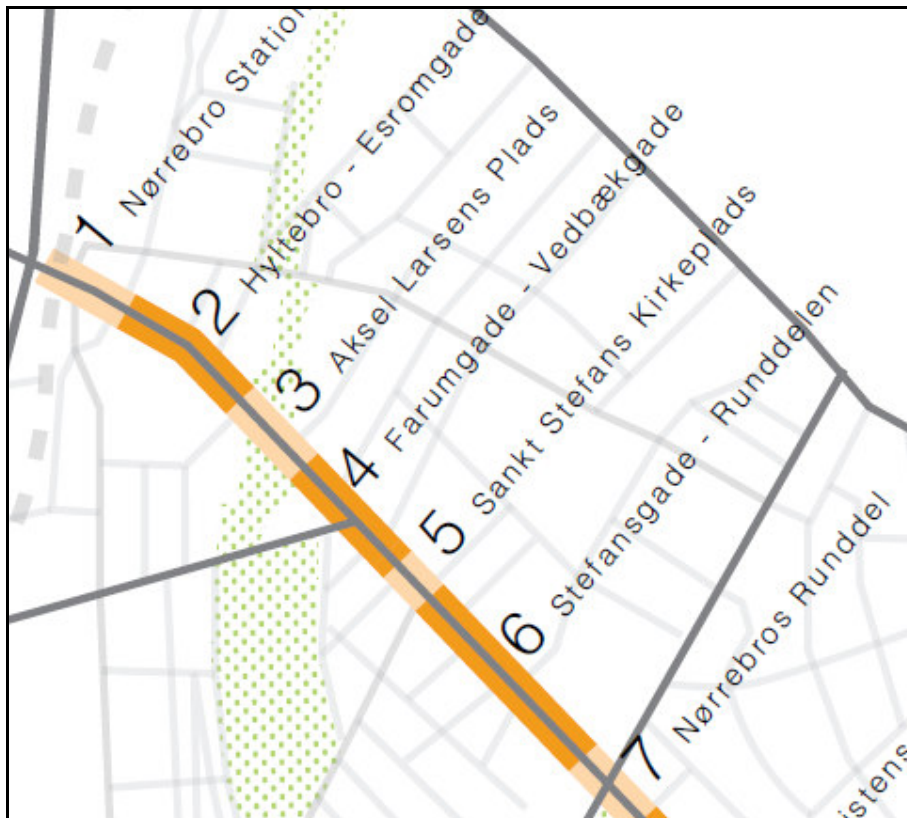 1 Nørrebro Station
2 Hyltebro - Esromgade
3 Aksel Larsens Plads
4 Farumgade - Vedbækgade
5 Sankt Stefans Kirkeplads
6 Stefansgade - Runddelen
7 Nørrebros Runddel
istens